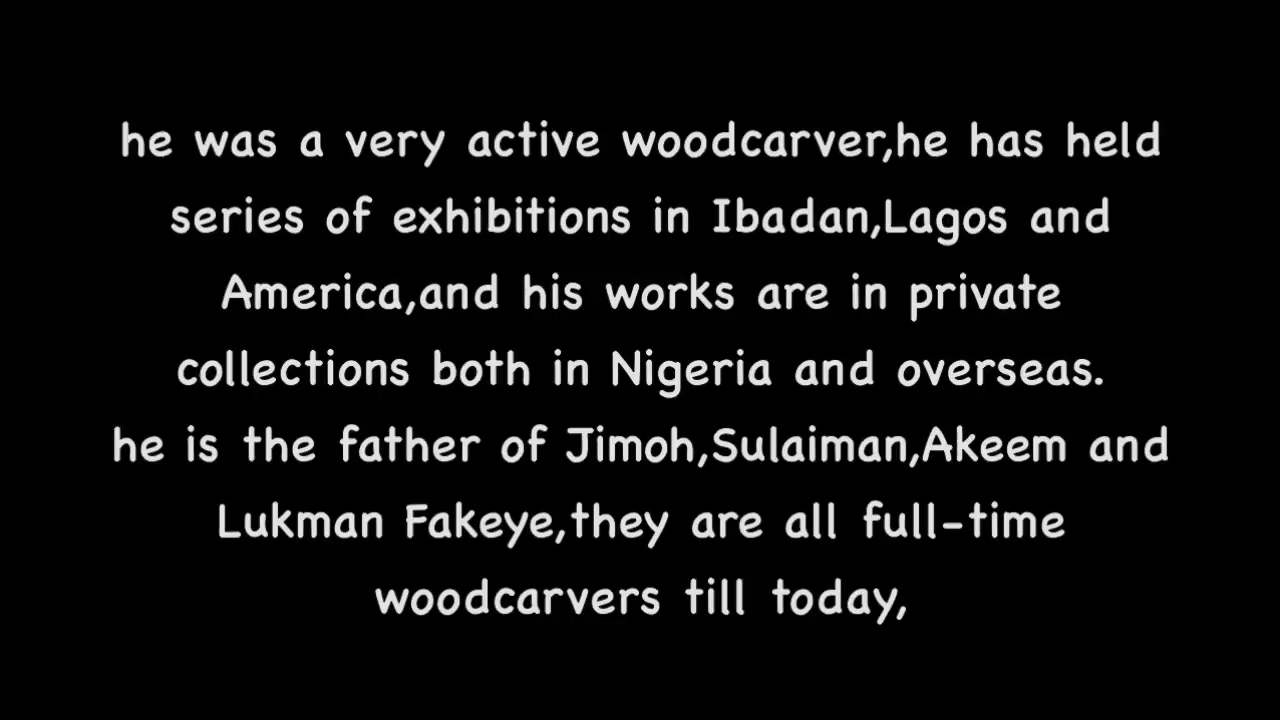 he was a very active woodcarver,he has held
series of exhibitions in Ibadan,Lagos and
America,and his works are in private
collections both in Nigeria and overseas.
he is the father of Jimoh,Sulaiman,Akeem and
Lukman Fakeye,they are all full-time
woodcarvers till today,